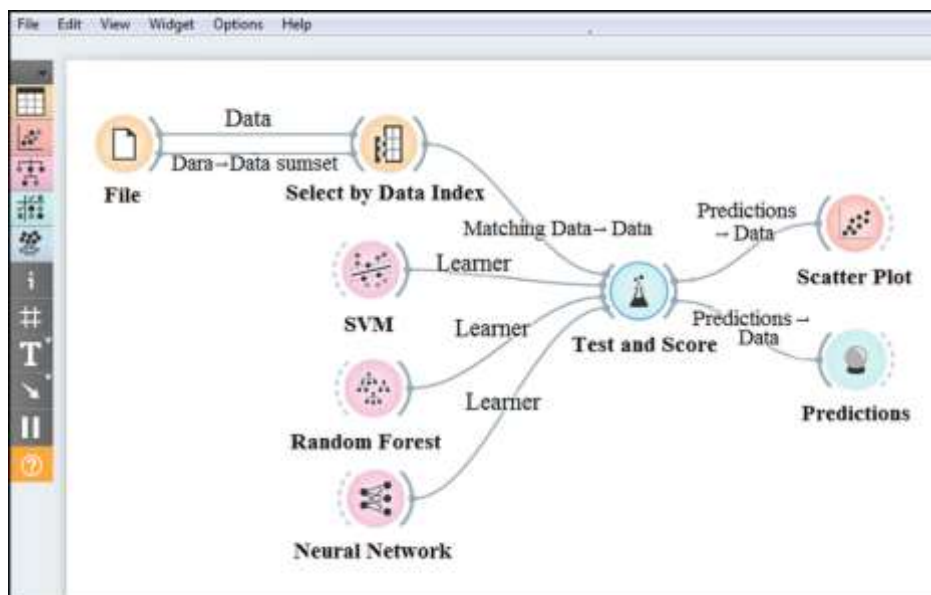 File Edit View Widget Options Help
Data
Dara→Data sumset
File
Select by Data Index
Matching Data→Data
Predictions
→Data
Learner
Scatter Plot
SVM
Learner
Test and Score
Predictions→
Data
Learner
Predictions
Random Forest
Neural Network
T
?